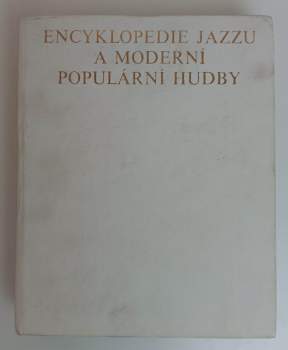 ENCYKLOPEDIE JAZZU
A MODERNÍ
POPULÁRNÍ HUDBY